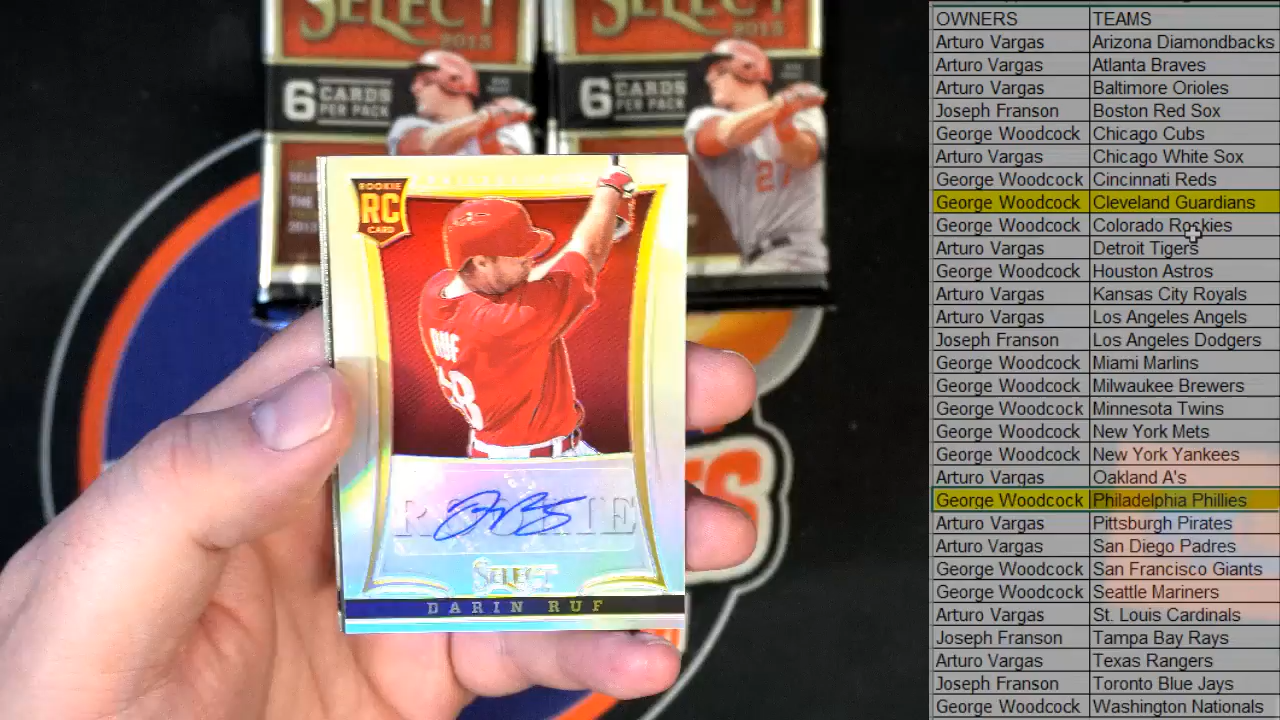 SELECT
2013
6 CARDS
PER PACK
SELECT
2013
6 CARDS
PER PACK
27
ROOKIE
RC
CARD
RUF
58
ROOKIE
SELECT
DARIN RUF
OWNERS TEAMS
Arturo Vargas Arizona Diamondbacks
Arturo Vargas Atlanta Braves
Arturo Vargas Baltimore Orioles
Joseph Franson Boston Red Sox
George Woodcock Chicago Cubs
Arturo Vargas Chicago White Sox
George Woodcock Cincinnati Reds
George Woodcock Cleveland Guardians
George Woodcock Colorado Rockies
Arturo Vargas Detroit Tigers
George Woodcock Houston Astros
Arturo Vargas Kansas City Royals
Arturo Vargas Los Angeles Angels
Joseph Franson Los Angeles Dodgers
George Woodcock Miami Marlins
George Woodcock Milwaukee Brewers
George Woodcock Minnesota Twins
George Woodcock New York Mets
George Woodcock New York Yankees
Arturo Vargas Oakland A's
George Woodcock Philadelphia Phillies
Arturo Vargas Pittsburgh Pirates
Arturo Vargas San Diego Padres
George Woodcock San Francisco Giants
George Woodcock Seattle Mariners
Arturo Vargas St. Louis Cardinals
Joseph Franson Tampa Bay Rays
Arturo Vargas Texas Rangers
Joseph Franson Toronto Blue Jays
George Woodcock Washington Nationals